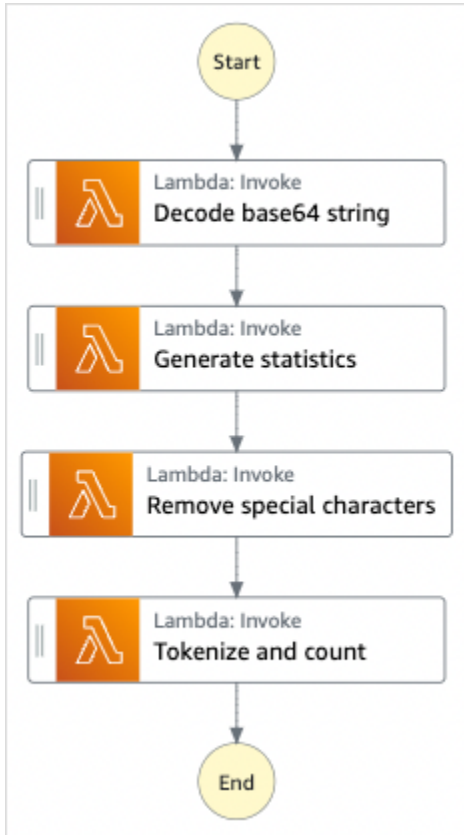 Start
Lambda: Invoke
Decode base64 string
Lambda: Invoke
Generate statistics
Lambda: Invoke
Remove special characters
Lambda: Invoke
Tokenize and count
End